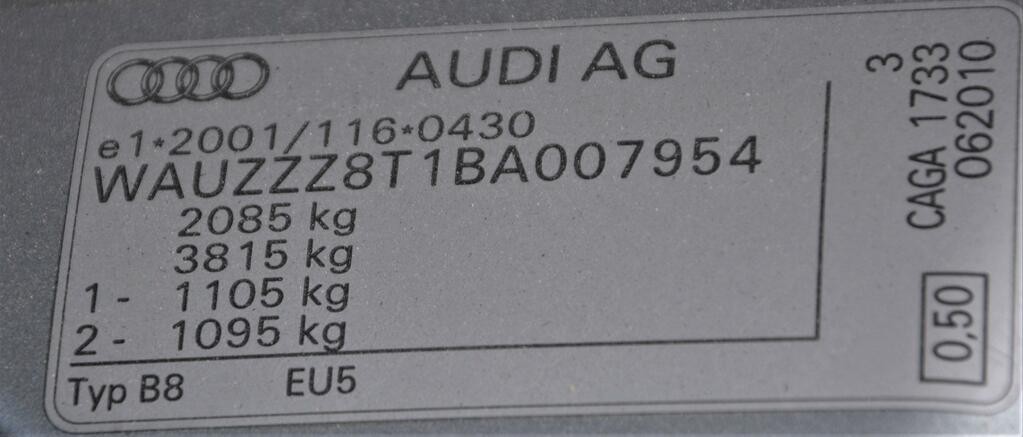 AUDI AG
e1*2001/116*0430
WAUZZZ8T1BA007954
2085 kg
3815 kg
1 - 1105 kg
2 - 1095 kg
Typ B8 EU5
3
CAGA 1733
062010
0,50